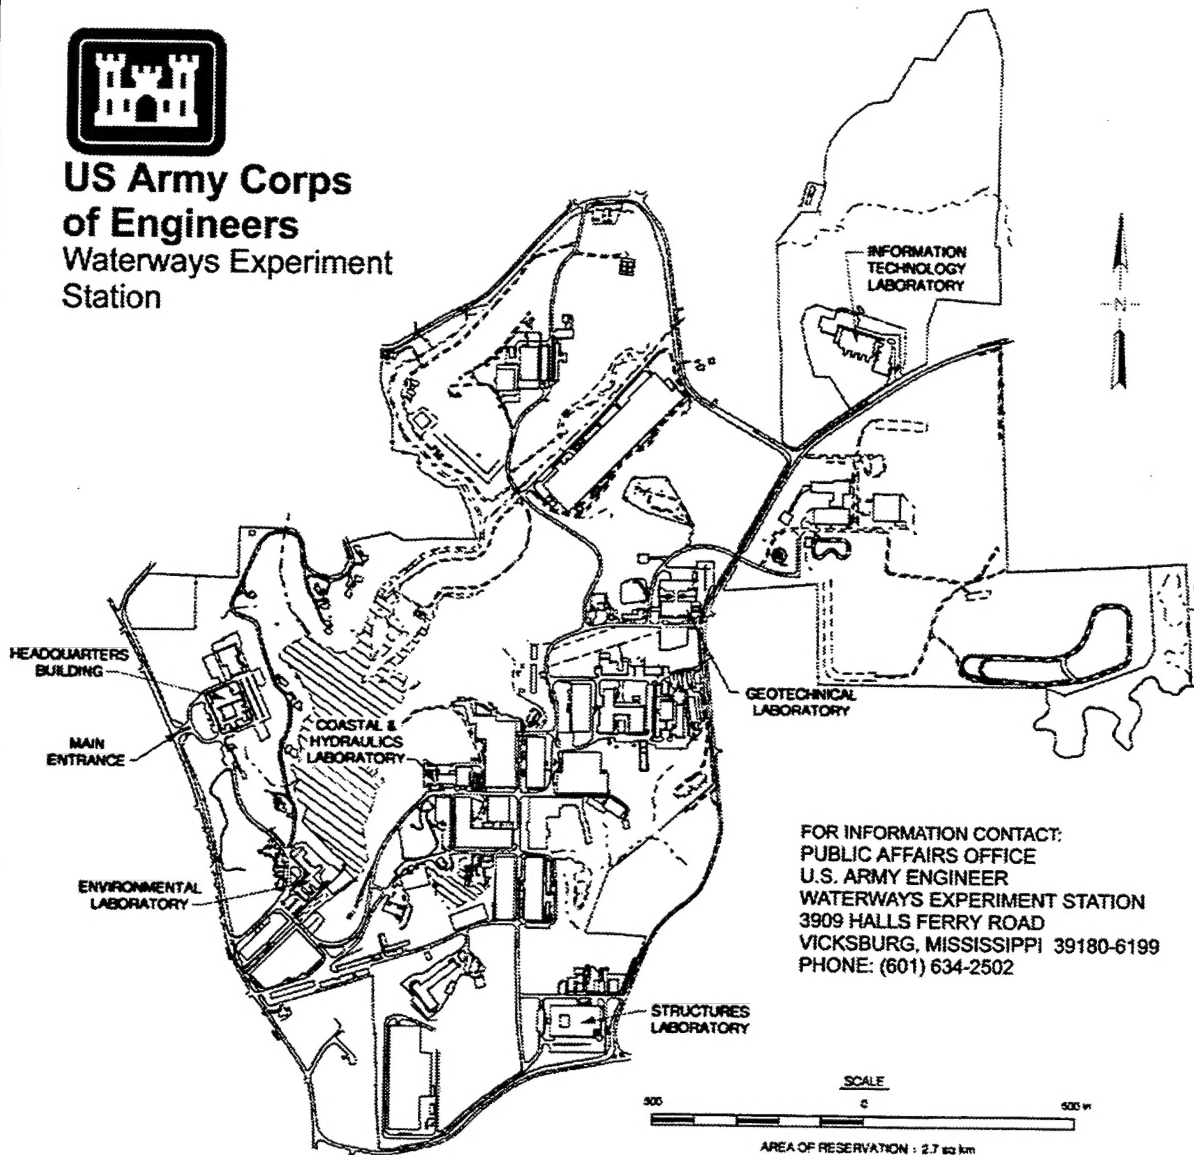 US Army Corps
of Engineers
Waterways Experiment
Station
INFORMATION
TECHNOLOGY
LABORATORY
N
HEADQUARTERS
BUILDING
MAIN
ENTRANCE
COASTAL &
HYDRAULICS
LABORATORY
GEOTECHNICAL
LABORATORY
ENVIRONMENTAL
LABORATORY
FOR INFORMATION CONTACT:
PUBLIC AFFAIRS OFFICE
U.S. ARMY ENGINEER
WATERWAYS EXPERIMENT STATION
3909 HALLS FERRY ROAD
VICKSBURG, MISSISSIPPI 39180-6199
PHONE: (601) 634-2502
STRUCTURES
LABORATORY
SCALE
500 0 500 m
AREA OF RESERVATION : 2.7 sq km